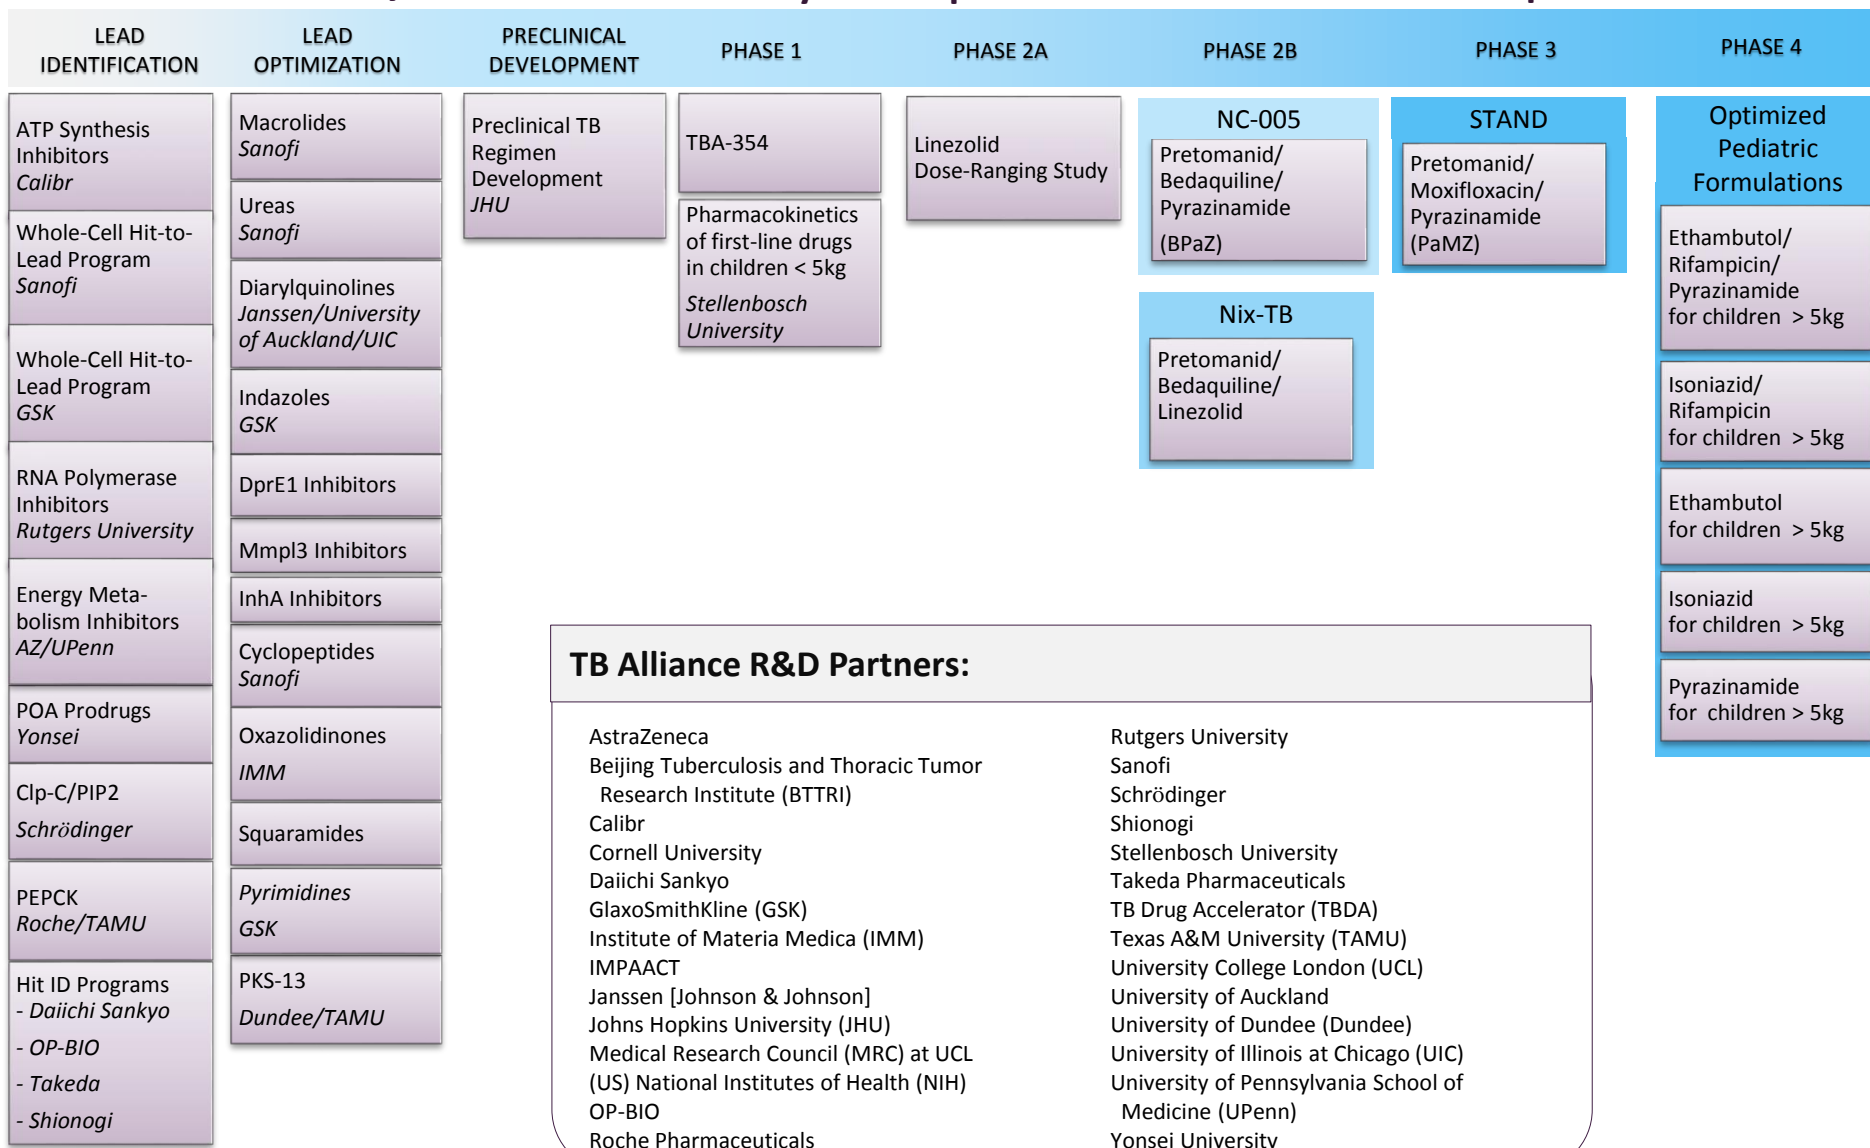 LEAD
IDENTIFICATION
LEAD
OPTIMIZATION
PRECLINICAL
DEVELOPMENT
PHASE 1
PHASE 2A
PHASE 2B
PHASE 3
PHASE 4
ATP Synthesis
Inhibitors
Calibr
Whole-Cell Hit-to-
Lead Program
Sanofi
Whole-Cell Hit-to-
Lead Program
GSK
RNA Polymerase
Inhibitors
Rutgers University
Energy Meta-
bolism Inhibitors
AZ/UPenn
POA Prodrugs
Yonsei
Clp-C/PIP2
Schrödinger
PEPCK
Roche/TAMU
Hit ID Programs
- Daiichi Sankyo
- OP-BIO
- Takeda
- Shionogi
Macrolides
Sanofi
Ureas
Sanofi
Diarylquinolines
Janssen/University
of Auckland/UIC
Indazoles
GSK
DprE1 Inhibitors
Mmpl3 Inhibitors
InhA Inhibitors
Cyclopeptides
Sanofi
Oxazolidinones
IMM
Squaramides
Pyrimidines
GSK
PKS-13
Dundee/TAMU
Preclinical TB
Regimen
Development
JHU
TBA-354
Pharmacokinetics
of first-line drugs
in children < 5kg
Stellenbosch
University
Linezolid
Dose-Ranging Study
NC-005
Pretomanid/
Bedaquiline/
Pyrazinamide
(BPaZ)
Nix-TB
Pretomanid/
Bedaquiline/
Linezolid
STAND
Pretomanid/
Moxifloxacin/
Pyrazinamide
(PaMZ)
Optimized
Pediatric
Formulations
Ethambutol/
Rifampicin/
Pyrazinamide
for children > 5kg
Isoniazid/
Rifampicin
for children > 5kg
Ethambutol
for children > 5kg
Isoniazid
for children > 5kg
Pyrazinamide
for children > 5kg
TB Alliance R&D Partners:
AstraZeneca
Beijing Tuberculosis and Thoracic Tumor
Research Institute (BTTRI)
Calibr
Cornell University
Daiichi Sankyo
GlaxoSmithKline (GSK)
Institute of Materia Medica (IMM)
IMPAACT
Janssen [Johnson & Johnson]
Johns Hopkins University (JHU)
Medical Research Council (MRC) at UCL
(US) National Institutes of Health (NIH)
OP-BIO
Roche Pharmaceuticals
Rutgers University
Sanofi
Schrödinger
Shionogi
Stellenbosch University
Takeda Pharmaceuticals
TB Drug Accelerator (TBDA)
Texas A&M University (TAMU)
University College London (UCL)
University of Auckland
University of Dundee (Dundee)
University of Illinois at Chicago (UIC)
University of Pennsylvania School of
Medicine (UPenn)
Yonsei University